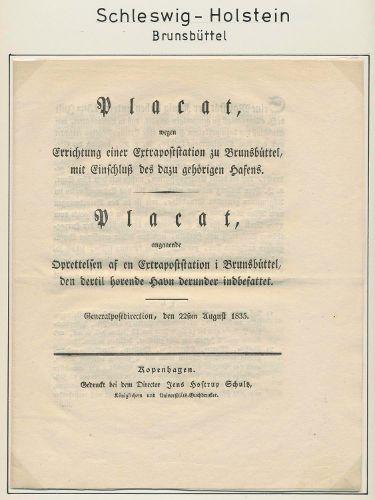 Schleswig-Holstein
Brunsbüttel
Placat,
wegen
Errichtung einer Extrapoststation zu Brunsbüttel,
mit Einschluß des dazu gehörigen Hafens.
Placat,
angaaende
Oprettelsen af en Extrapoststation i Brunsbüttel,
den dertil hørende Havn derunder indbefattet.
Generalpostdirection, den 22sten August 1835.
Kopenhagen.
Gedruckt bei dem Director Jens Hostrup Schultz,
Königlichem und Universitäts-Buchdrucker.